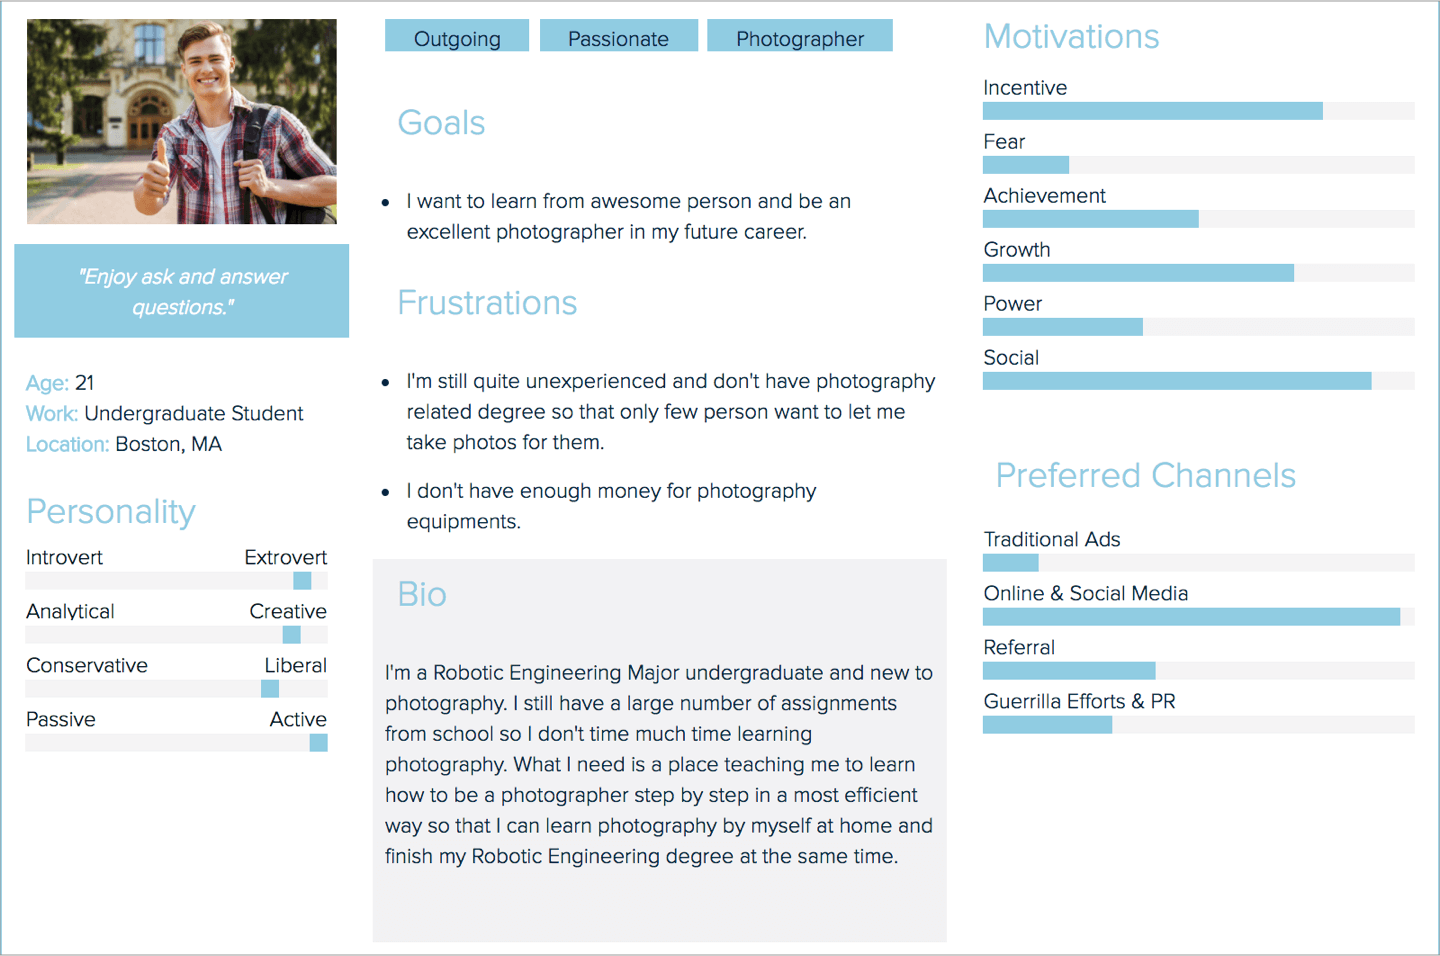 "Enjoy ask and answer
questions."
Age: 21
Work: Undergraduate Student
Location: Boston, MA
Personality
Introvert Extrovert
Analytical Creative
Conservative Liberal
Passive Active
Outgoing Passionate Photographer
Goals
• I want to learn from awesome person and be an
excellent photographer in my future career.
Frustrations
• I'm still quite unexperienced and don't have photography
related degree so that only few person want to let me
take photos for them.
• I don't have enough money for photography
equipments.
Bio
I'm a Robotic Engineering Major undergraduate and new to
photography. I still have a large number of assignments
from school so I don't time much time learning
photography. What I need is a place teaching me to learn
how to be a photographer step by step in a most efficient
way so that I can learn photography by myself at home and
finish my Robotic Engineering degree at the same time.
Motivations
Incentive
Fear
Achievement
Growth
Power
Social
Preferred Channels
Traditional Ads
Online & Social Media
Referral
Guerrilla Efforts & PR